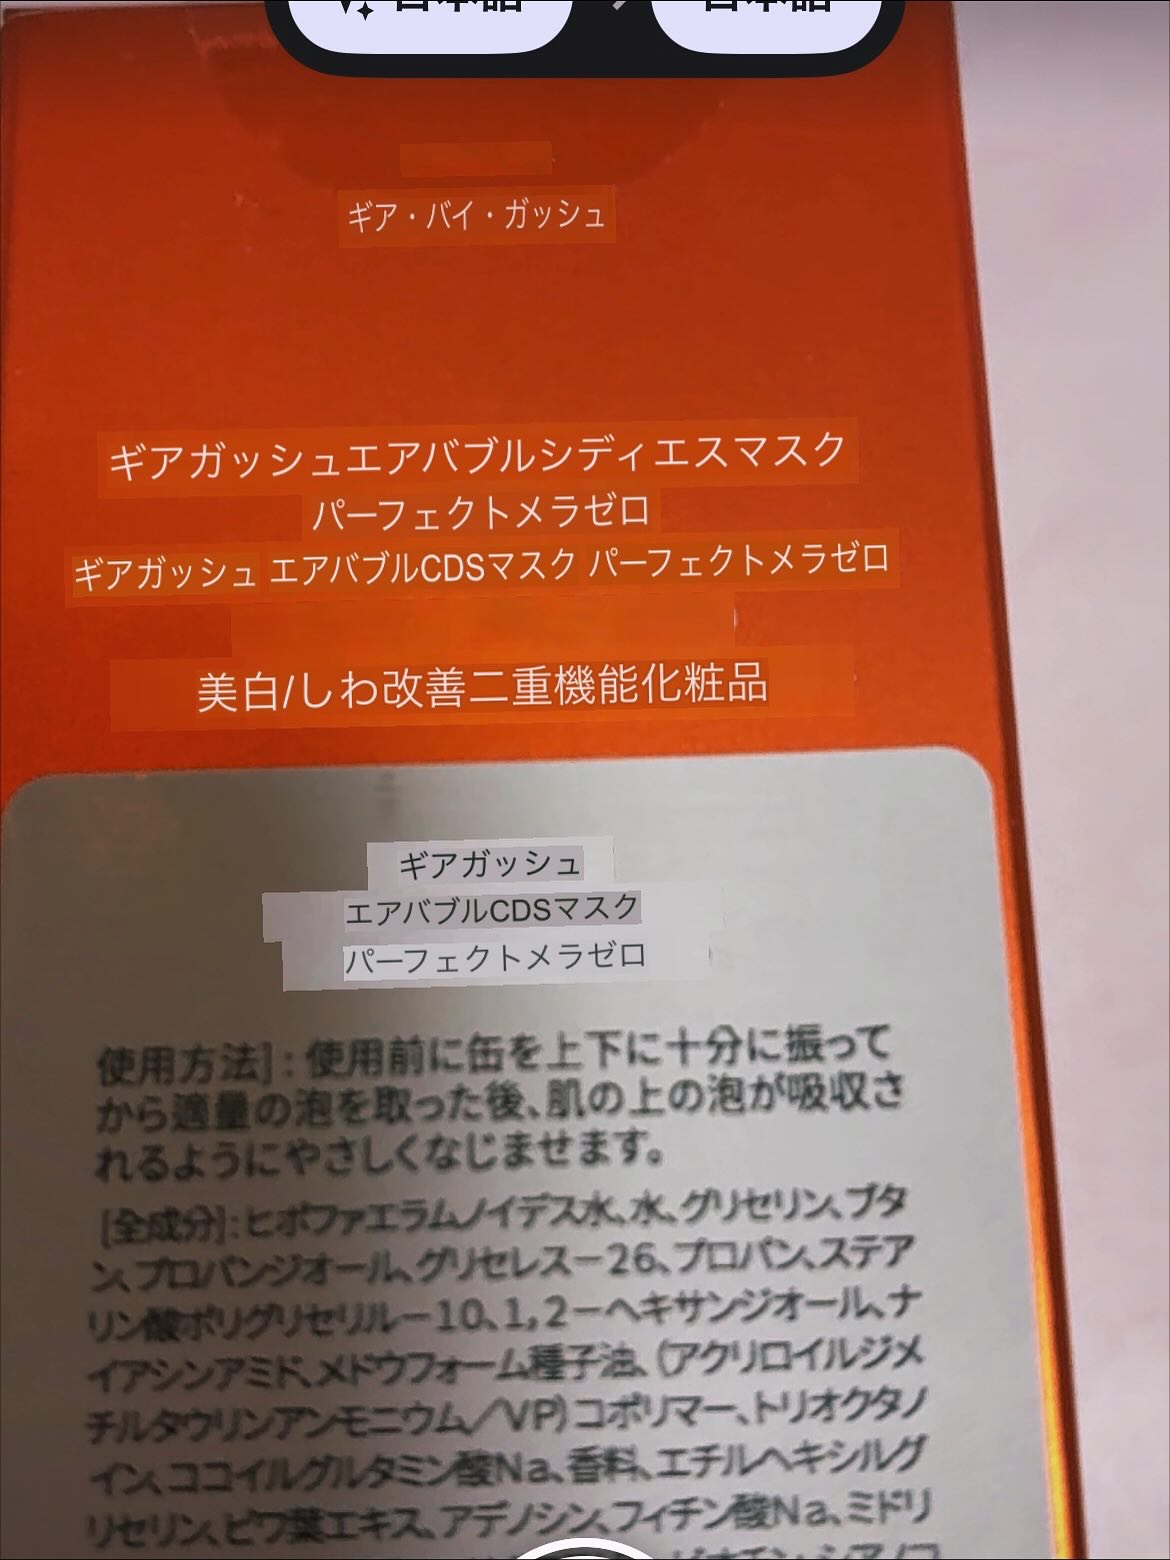 日本語
日本語
ギア・バイ・ガッシュ
ギアガッシュエアバブルシディエスマスク
パーフェクトメラゼロ
ギアガッシュ エアバブルCDSマスク パーフェクトメラゼロ
美白/しわ改善二重機能化粧品
ギアガッシュ
エアバブルCDSマスク
パーフェクトメラゼロ
使用方法]:使用前に缶を上下に十分に振って
から適量の泡を取った後、肌の上の泡が吸収さ
れるようにやさしくなじませます。
[全成分]:ヒポファエラムノイデス水、水、グリセリン、ブタ
ン、プロパンジオール、グリセレス-26、プロパン、ステア
リン酸ポリグリセリル-10、1,2-ヘキサンジオール、ナ
イアシンアミド、メドウフォーム種子油、(アクリロイルジメ
チルタウリンアンモニウム/VP)コポリマー、トリオクタノ
イン、ココイルグルタミン酸Na、香料、エチルヘキシルグ
リセリン、ビワ葉エキス、アデノシン、フィチン酸Na、ミドリ